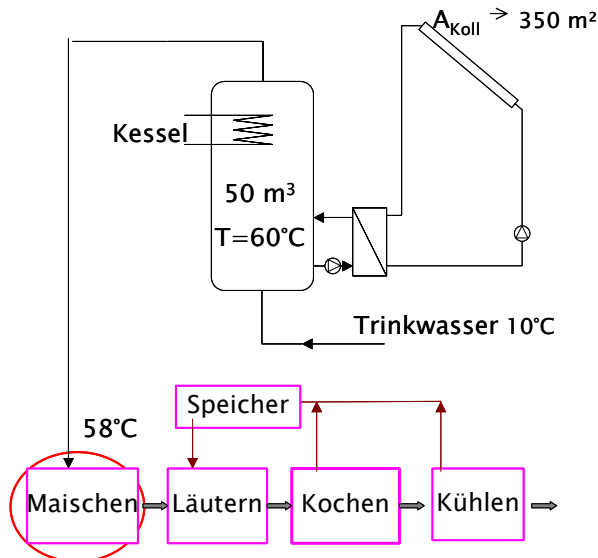 A_Koll → 350 m²
Kessel
50 m³
T=60°C
Trinkwasser 10°C
Speicher
58°C
Maischen
Läutern
Kochen
Kühlen